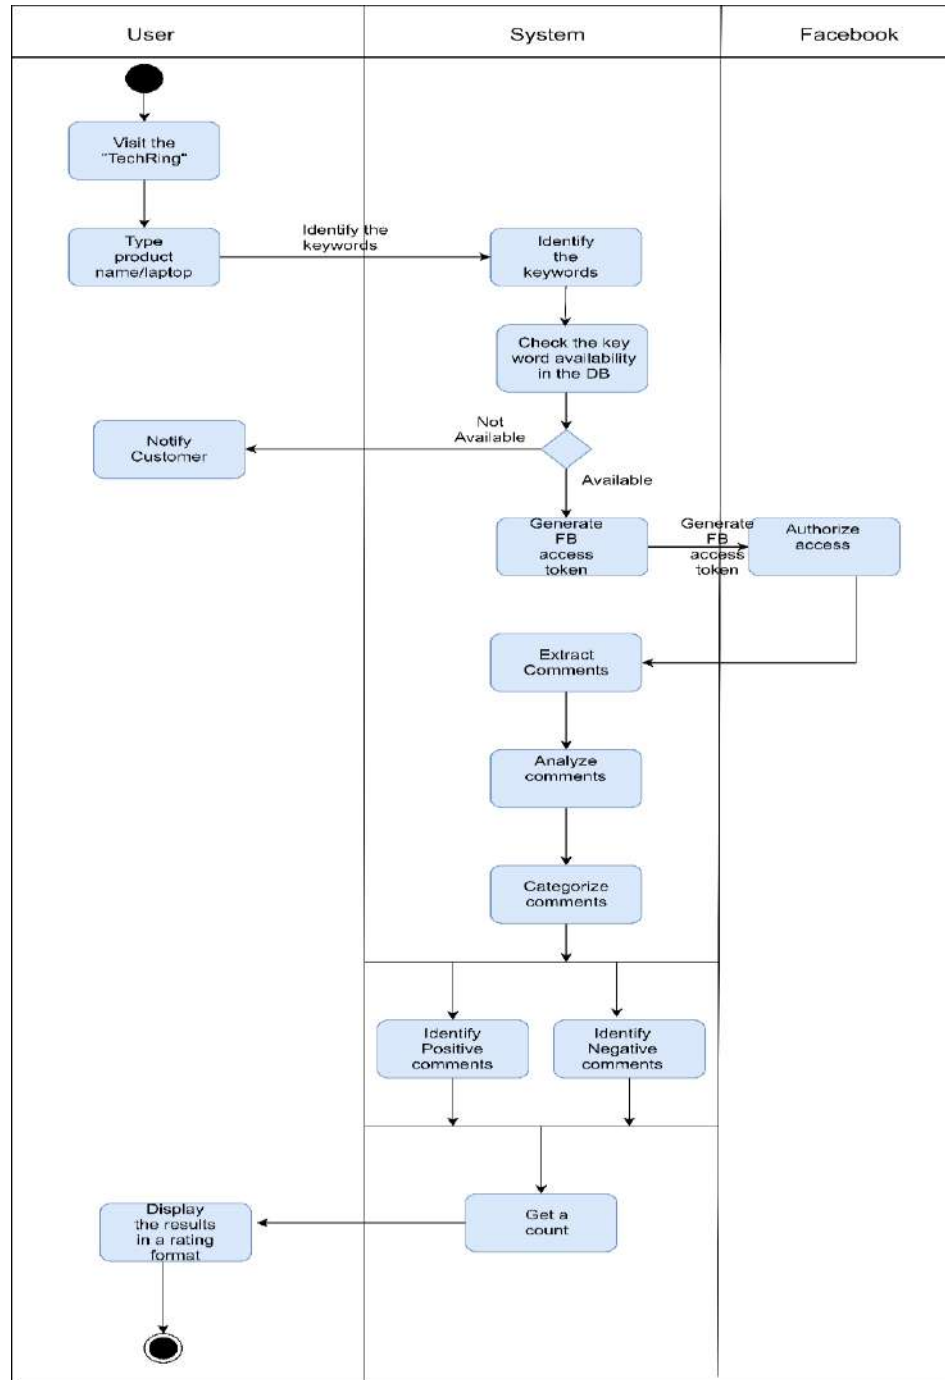 User
System
Facebook
Visit the
"TechRing"
Type
product
name/laptop
Identify the
keywords
Identify
the
keywords
Check the key
word availability
in the DB
Not
Available
Notify
Customer
Available
Generate
FB
access
token
Generate
FB
access
token
Authorize
access
Extract
Comments
Analyze
comments
Categorize
comments
Identify
Positive
comments
Identify
Negative
comments
Get a
count
Display
the results
in a rating
format